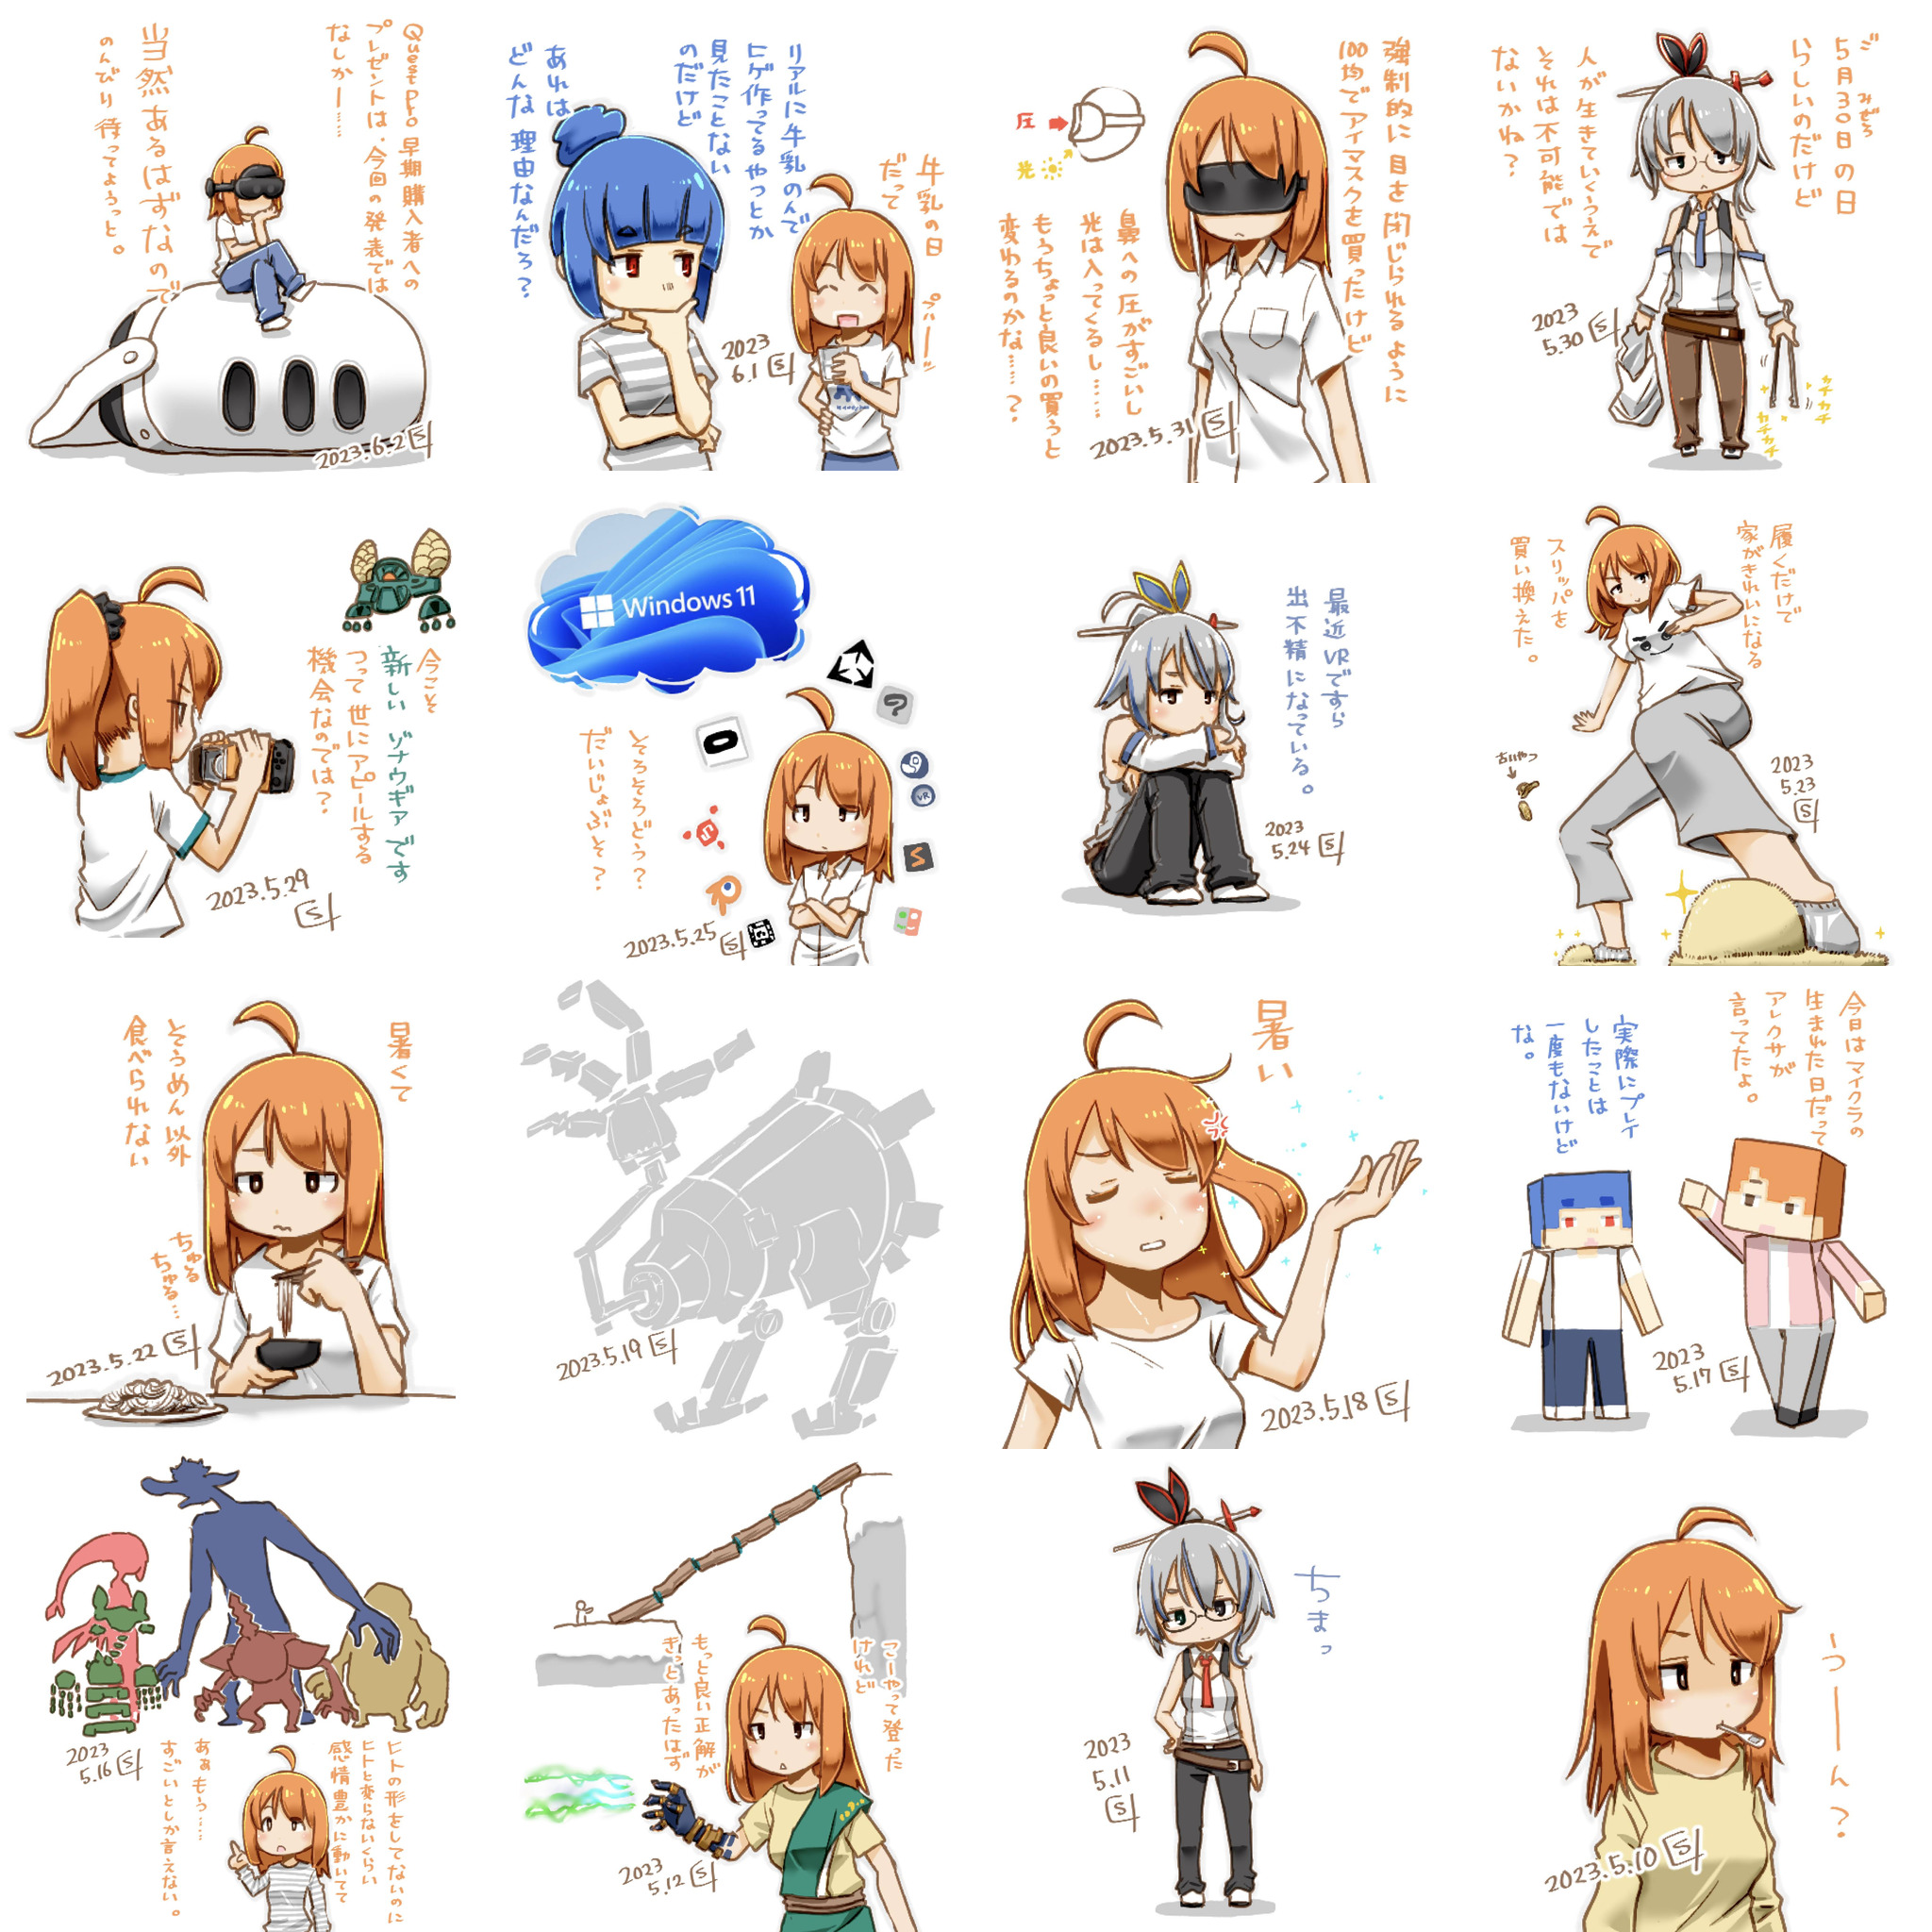 Quest Pro 早期購入者への
プレゼントは、今回の発表では
なしかー……
当然あるはずなので
のんびり待ってようっと。
2023.6.2
牛乳の日
だって
プハーッ
リアルに牛乳のんで
ヒゲ作ってるやつとか
見たことない
のだけど
あれは
どんな理由なんだろ?
2023
6.1
強制的に目を閉じられるように
100均でアイマスクを買ったけど
圧
光
鼻への圧がすごいし
光は入ってくるし……
もうちょっと良いの買うと
変わるのかな……?
2023.5.31
ゴ みゼろ
5月30日の日
らしいのだけど
人が生きていくうえで
それは不可能では
ないかね?
カチカチ
カチカチ
2023
5.30
今こそ
新しいゾナウギアです
って世にアピールする
機会なのでは?
2023.5.29
Windows 11
そろそろどう?
だいじょぶそ?
?
VR
S
2023.5.25
最近VRですら
出不精になっている。
2023
5.24
履くだけで
家がきれいになる
スリッパを
買い換えた。
古いやつ
2023
5.23
暑くて
そうめん以外
食べられない
ちゅる
ちゅる…
2023.5.22
2023.5.19
暑い
2023.5.18
今日はマイクラの
生まれた日だって
アレクサが
言ってたよ。
実際にプレイ
したことは
一度もないけど
な。
2023
5.17
2023
5.16
ヒトの形をしてないのに
ヒトと変らないくらい
感情豊かに動いてて
あぁもう……
すごいとしか言えない。
こーやって登った
けれど
もっと良い正解が
きっとあったはず
2023
5.12
ちまっ
2023
5.11
うーーん?
2023.5.10